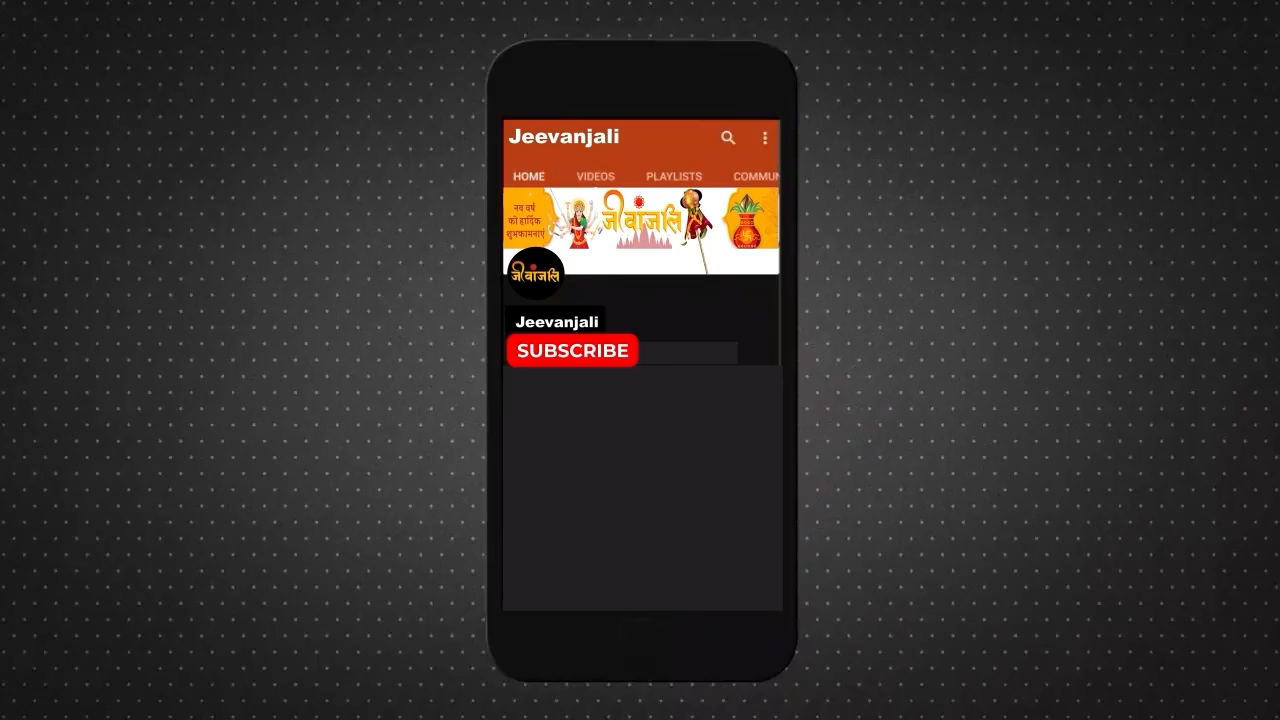 Jeevanjali
HOME VIDEOS PLAYLISTS COMMUN
नव वर्ष
की हार्दिक
शुभकामनाएं
जीवांजलि
जीवांजलि
Jeevanjali
SUBSCRIBE